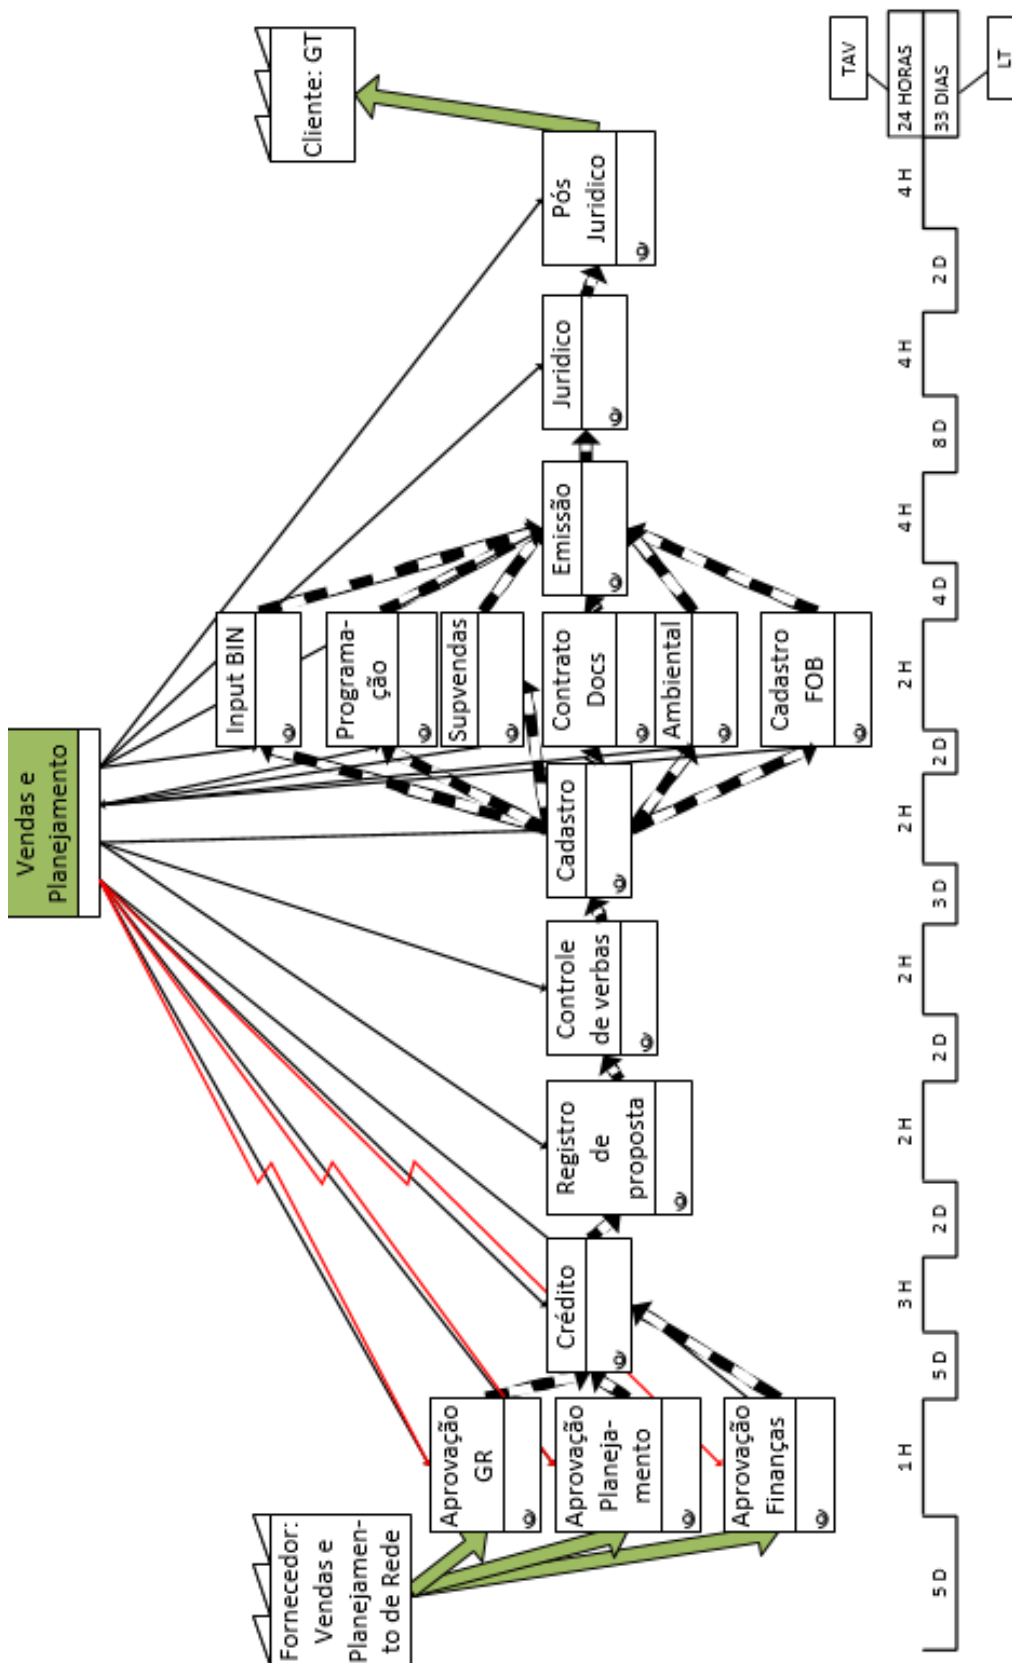 Vendas e
Planejamento
Fornecedor:
Vendas e
Planejamen-
to de Rede
Cliente: GT
Aprovação
GR
Aprovação
Planeja-
mento
Aprovação
Finanças
Crédito
Registro
de
proposta
Controle
de verbas
Cadastro
Input BIN
Programa-
ção
Supvendas
Contrato
Docs
Ambiental
Cadastro
FOB
Emissão
Juridico
Pós
Juridico
5 D
1 H
5 D
3 H
2 D
2 H
2 D
2 H
3 D
2 H
2 D
2 H
4 D
4 H
8 D
4 H
2 D
4 H
TAV
24 HORAS
33 DIAS
LT